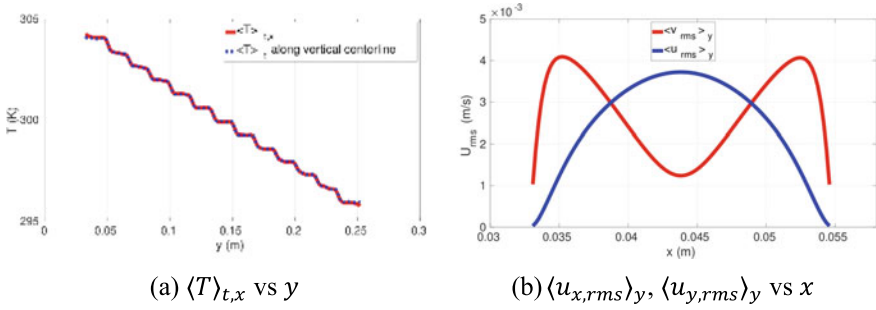 305
300
295
T (K)
<T> t,x
<T> t along vertical centerline
0 0.05 0.1 0.15 0.2 0.25 0.3
y (m)
(a) ⟨T⟩t,x vs y
×10-3
5
4
3
2
1
0
Urms (m/s)
<v rms> y
<u rms> y
0.03 0.035 0.04 0.045 0.05 0.055
x (m)
(b) ⟨ux,rms⟩y, ⟨uy,rms⟩y vs x